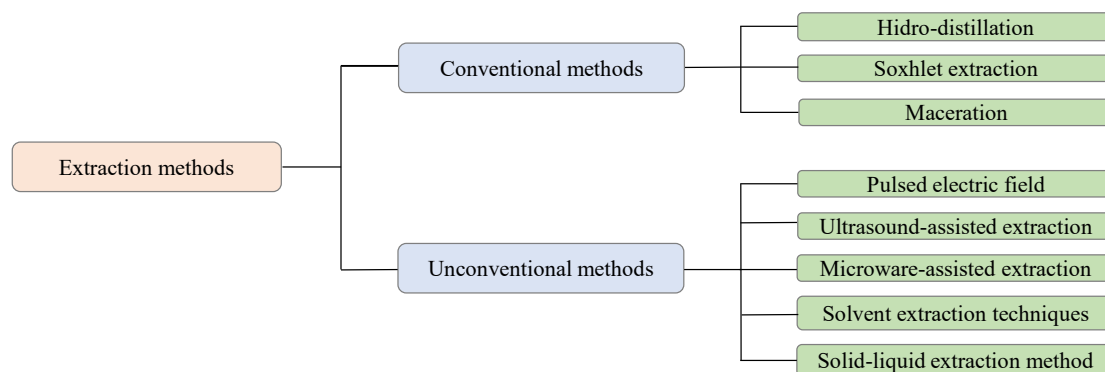 Extraction methods
Conventional methods
Hidro-distillation
Soxhlet extraction
Maceration
Unconventional methods
Pulsed electric field
Ultrasound-assisted extraction
Microware-assisted extraction
Solvent extraction techniques
Solid-liquid extraction method